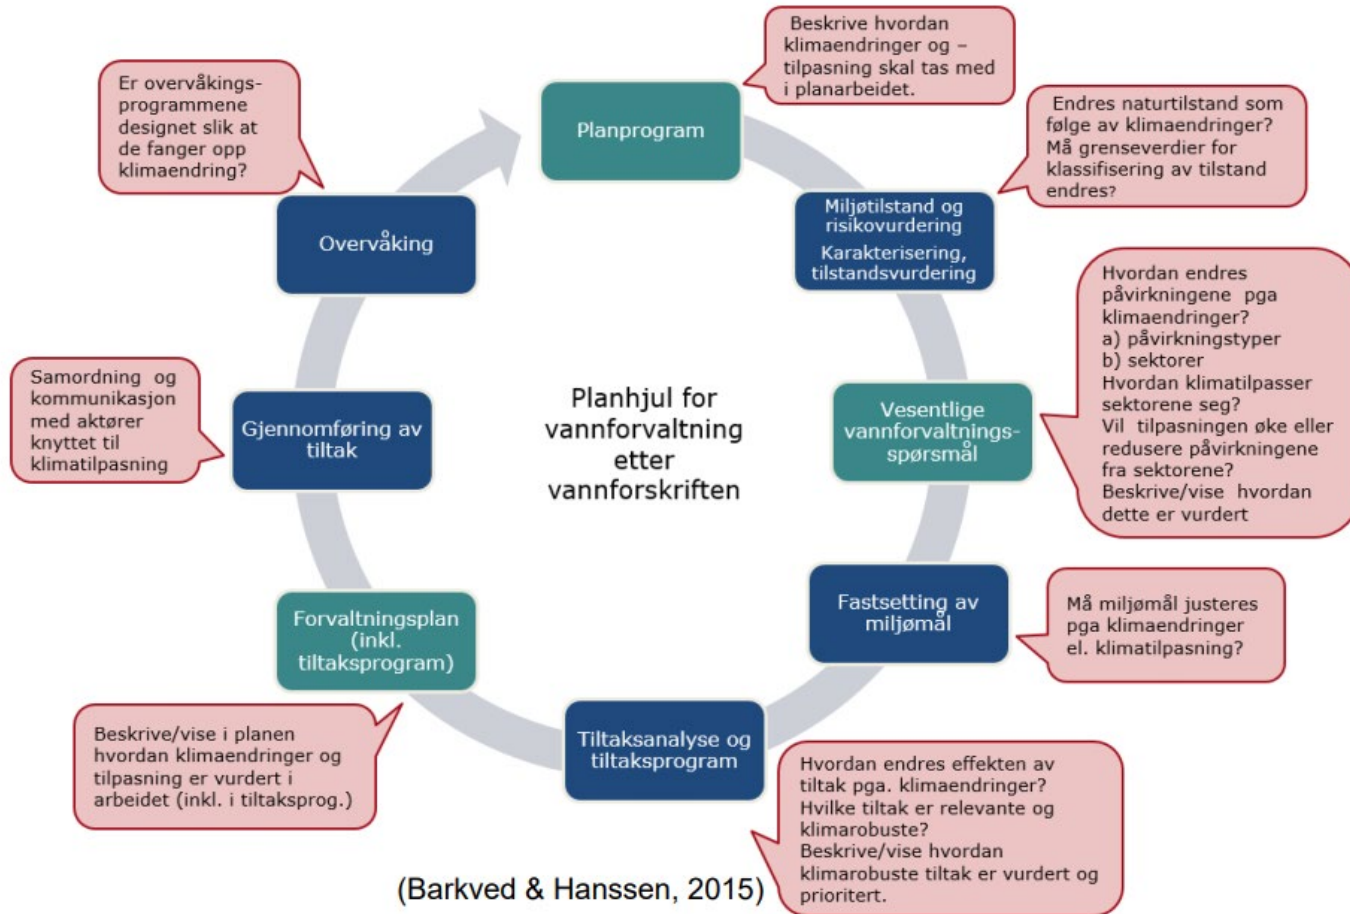 Beskrive hvordan
klimaendringer og –
tilpasning skal tas med
i planarbeidet.
Planprogram
Endres naturtilstand som
følge av klimaendringer?
Må grenseverdier for
klassifisering av tilstand
endres?
Miljøtilstand og
risikovurdering
Karakterisering,
tilstandsvurdering
Hvordan endres
påvirkningene pga
klimaendringer?
a) påvirkningstyper
b) sektorer
Hvordan klimatilpasser
sektorene seg?
Vil tilpasningen øke eller
redusere påvirkningene
fra sektorene?
Beskrive/vise hvordan
dette er vurdert
Vesentlige
vannforvaltnings-
spørsmål
Må miljømål justeres
pga klimaendringer
el. klimatilpasning?
Fastsetting av
miljømål
Hvordan endres effekten av
tiltak pga. klimaendringer?
Hvilke tiltak er relevante og
klimarobuste?
Beskrive/vise hvordan
klimarobuste tiltak er vurdert og
prioritert.
Tiltaksanalyse og
tiltaksprogram
Beskrive/vise i planen
hvordan klimaendringer og
tilpasning er vurdert i
arbeidet (inkl. i tiltaksprog.)
Forvaltningsplan
(inkl.
tiltaksprogram)
Samordning og
kommunikasjon
med aktører
knyttet til
klimatilpasning
Gjennomføring av
tiltak
Er overvåkings-
programmene
designet slik at
de fanger opp
klimaendring?
Overvåking
Planhjul for
vannforvaltning
etter
vannforskriften
(Barkved & Hanssen, 2015)